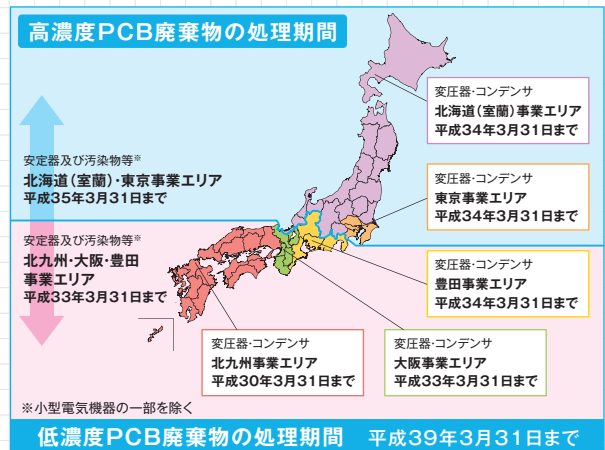 高濃度PCB廃棄物の処理期間
変圧器・コンデンサ
北海道（室蘭）事業エリア
平成34年3月31日まで
安定器及び汚染物等※
北海道（室蘭）・東京事業エリア
平成35年3月31日まで
変圧器・コンデンサ
東京事業エリア
平成34年3月31日まで
安定器及び汚染物等※
北九州・大阪・豊田
事業エリア
平成33年3月31日まで
変圧器・コンデンサ
豊田事業エリア
平成34年3月31日まで
変圧器・コンデンサ
北九州事業エリア
平成30年3月31日まで
変圧器・コンデンサ
大阪事業エリア
平成33年3月31日まで
※小型電気機器の一部を除く
低濃度PCB廃棄物の処理期間 平成39年3月31日まで